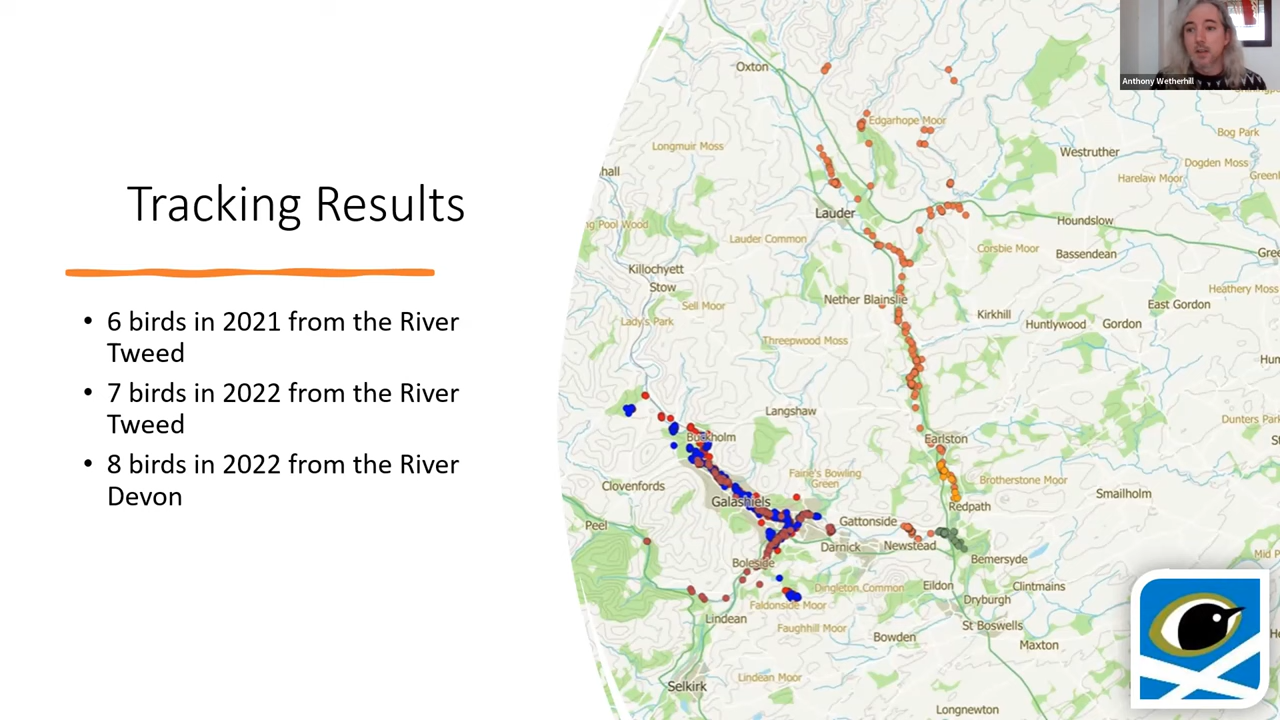 Tracking Results
• 6 birds in 2021 from the River
Tweed
• 7 birds in 2022 from the River
Tweed
• 8 birds in 2022 from the River
Devon
Anthony Wetherhill
Oxton
Edgarhope Moor
Bog Park
Longmuir Moss
Westruther
Dogden Moss
hall
Harelaw Moor
Lauder
Houndslow
ng Pool Wood
Lauder Common
Corsbie Moor
Bassendean
Killochyett
Stow
Heathery Moss
Sell Moor
Nether Blainslie
East Gordon
Lady's Park
Kirkhill
Huntlywood
Gordon
Threepwood Moss
Langshaw
Dunters Park
Buckholm
Earlston
Faine's Bowling
Green
Brotherstone Moor
Clovenfords
Smailholm
Galashiels
Redpath
Peel
Gattonside
Darnick
Newstead
Bemersyde
Boleside
Eildon
Clintmains
Dingleton Common
Dryburgh
Faldonside Moor
Lindean
Faughhill Moor
St Boswells
Bowden
Maxton
Lindean Moor
Selkirk
Longnewton